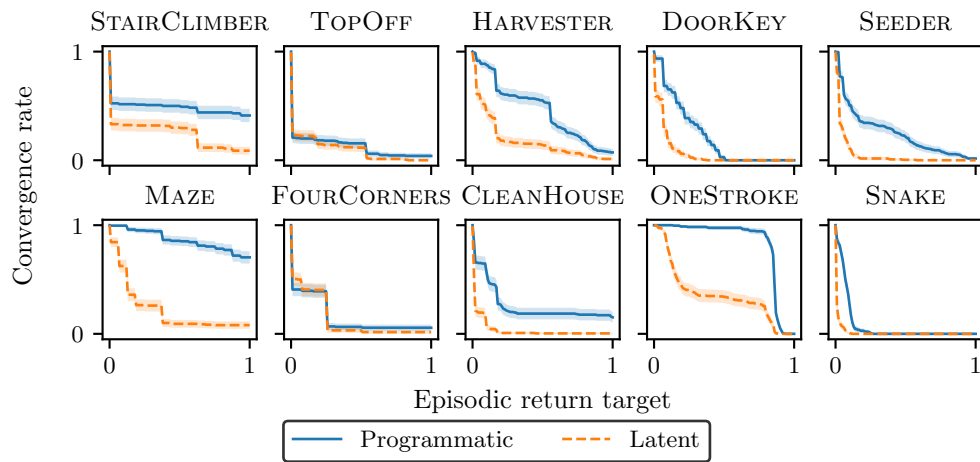 STAIRCLIMBER TOPOFF HARVESTER DOORKEY SEEDER
1
0
MAZE FOURCORNERS CLEANHOUSE ONESTROKE SNAKE
1
0
0 1 0 1 0 1 0 1 0 1
Convergence rate
Episodic return target
Programmatic Latent